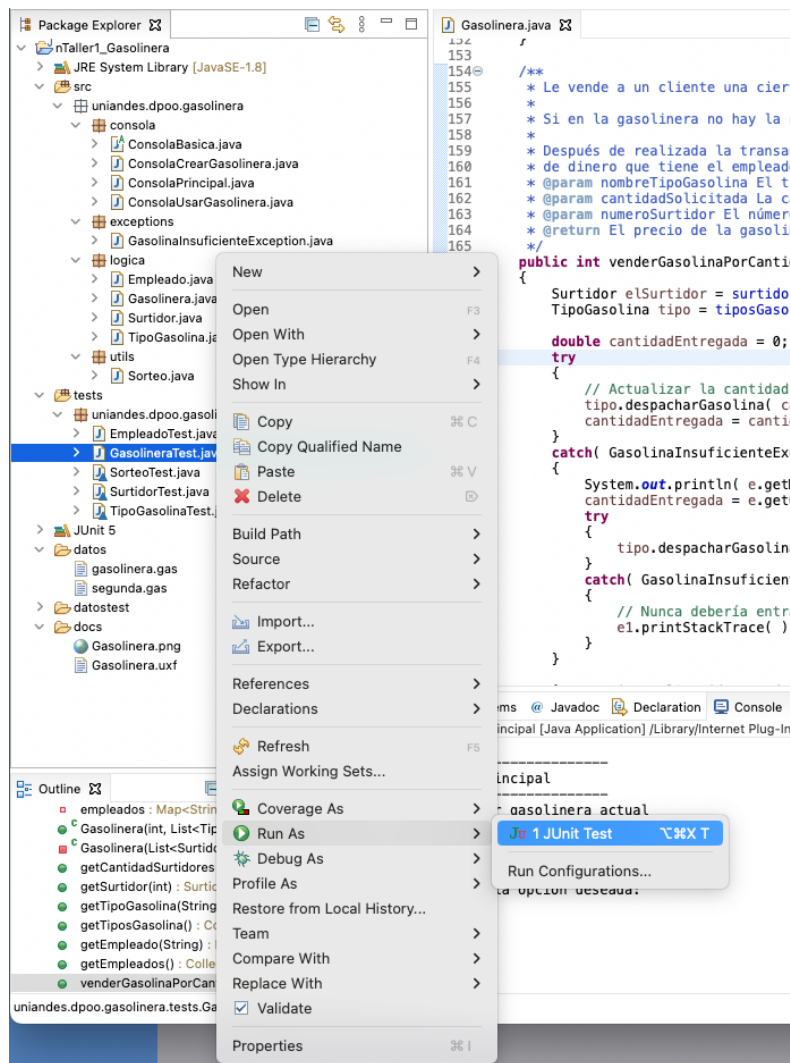 Package Explorer
nTaller1_Gasolinera
JRE System Library [JavaSE-1.8]
src
uniandes.dpoo.gasolinera
consola
ConsolaBasica.java
ConsolaCrearGasolinera.java
ConsolaPrincipal.java
ConsolaUsarGasolinera.java
exceptions
GasolinaInsuficienteException.java
logica
Empleado.java
Gasolinera.java
Surtidor.java
TipoGasolina.ja
utils
Sorteo.java
tests
uniandes.dpoo.gasoli
EmpleadoTest.java
GasolineraTest.jav
SorteoTest.java
SurtidorTest.java
TipoGasolinaTest.j
JUnit 5
datos
gasolinera.gas
segunda.gas
datostest
docs
Gasolinera.png
Gasolinera.uxf
Outline
empleados : Map<Strin
Gasolinera(int, List<Tip
Gasolinera(List<Surtido
getCantidadSurtidores
getSurtidor(int) : Surtid
getTipoGasolina(String
getTiposGasolina() : Co
getEmpleado(String) :
getEmpleados() : Colle
venderGasolinaPorCan
uniandes.dpoo.gasolinera.tests.Ga
New
Open F3
Open With
Open Type Hierarchy F4
Show In
Copy ⌘ C
Copy Qualified Name
Paste ⌘ V
Delete ⌦
Build Path
Source
Refactor
Import...
Export...
References
Declarations
Refresh F5
Assign Working Sets...
Coverage As
Run As
Debug As
Profile As
Restore from Local History...
Team
Compare With
Replace With
Validate
Properties ⌘ I
Ju 1 JUnit Test ⌥⌘X T
Run Configurations...
Gasolinera.java
152 }
153
154 /**
155 * Le vende a un cliente una cier
156 *
157 * Si en la gasolinera no hay la
158 *
159 * Después de realizada la transa
160 * de dinero que tiene el emplead
161 * @param nombreTipoGasolina El t
162 * @param cantidadSolicitada La c
163 * @param numeroSurtidor El núme
164 * @return El precio de la gasoli
165 */
public int venderGasolinaPorCanti
{
Surtidor elSurtidor = surtido
TipoGasolina tipo = tiposGaso
double cantidadEntregada = 0;
try
{
// Actualizar la cantidad
tipo.despacharGasolina( c
cantidadEntregada = canti
}
catch( GasolinaInsuficienteEx
{
System.out.println( e.getM
cantidadEntregada = e.get
try
{
tipo.despacharGasolina
}
catch( GasolinaInsuficient
{
// Nunca debería entra
e1.printStackTrace( )
}
}
ms Javadoc Declaration Console
incipal [Java Application] /Library/Internet Plug-In
--------------
incipal
--------------
r gasolinera actual
la opción deseada: